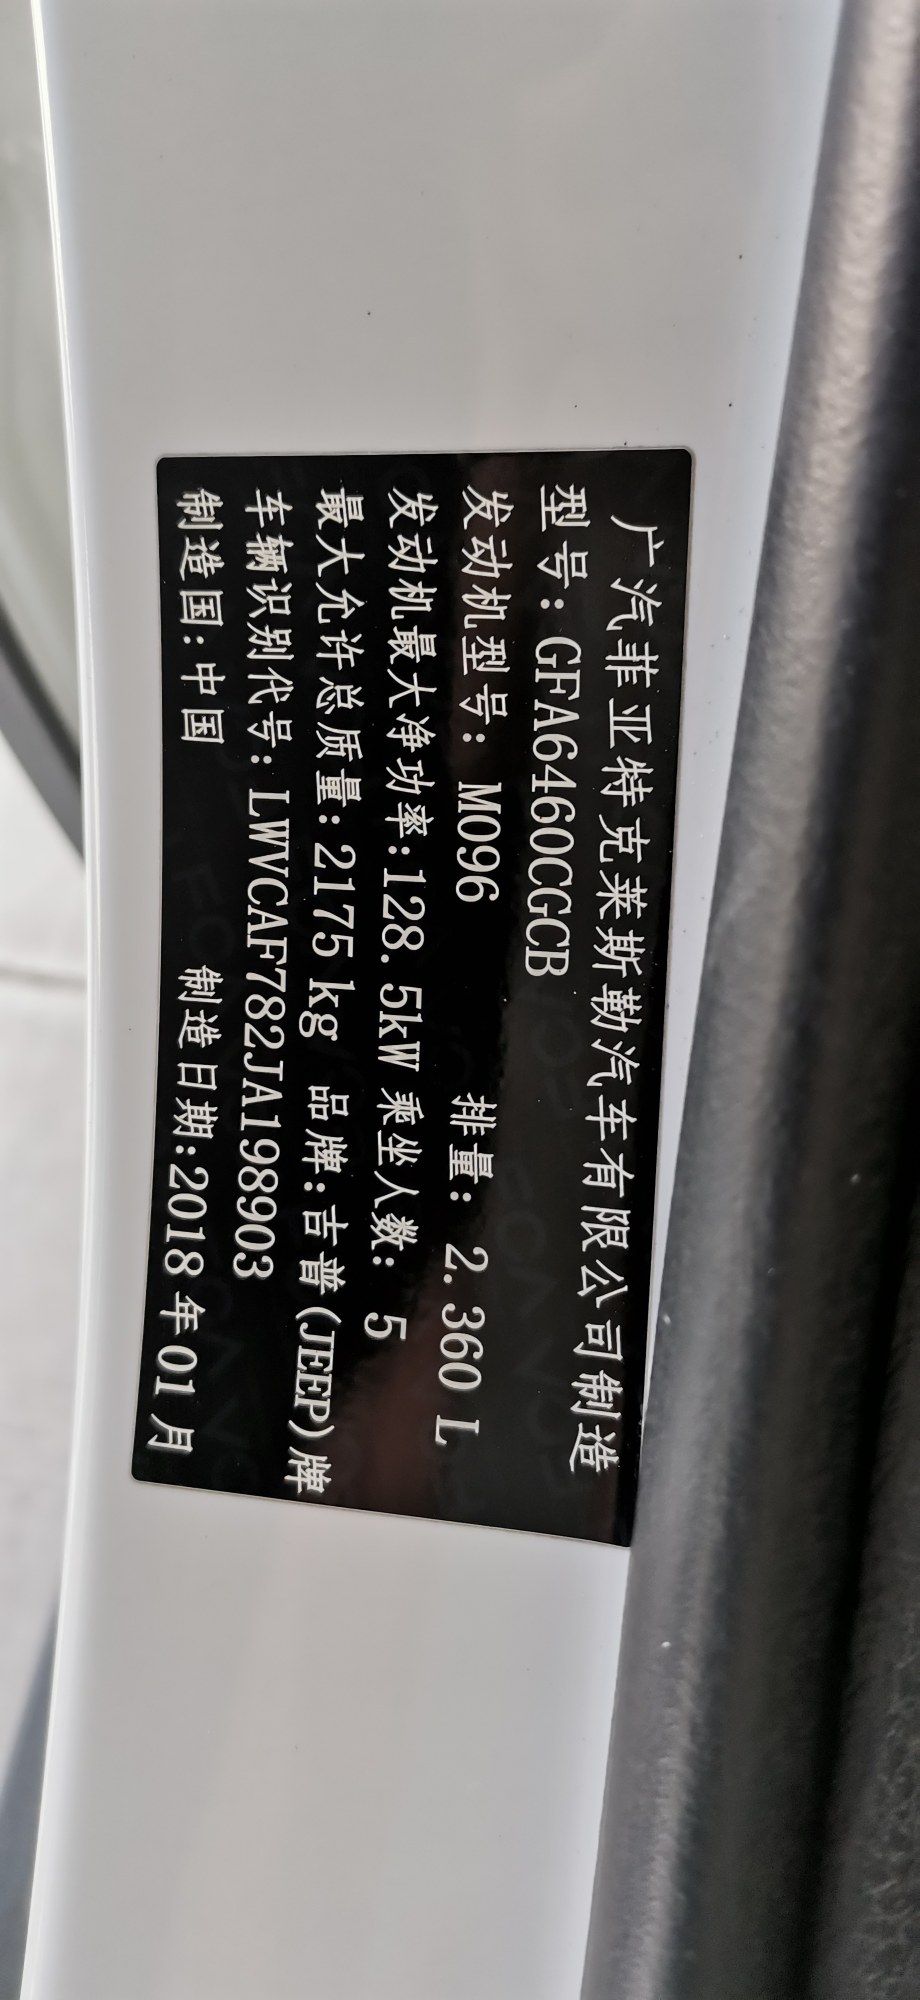 广汽菲亚特克莱斯勒汽车有限公司制造
型号:GFA6460CGCB
发动机型号: M096 排量: 2.360 L
发动机最大净功率:128.5kW 乘坐人数: 5
最大允许总质量:2175kg 品牌:吉普(JEEP)牌
车辆识别代号:LWVCAF782JA198903
制造国:中国 制造日期:2018年01月